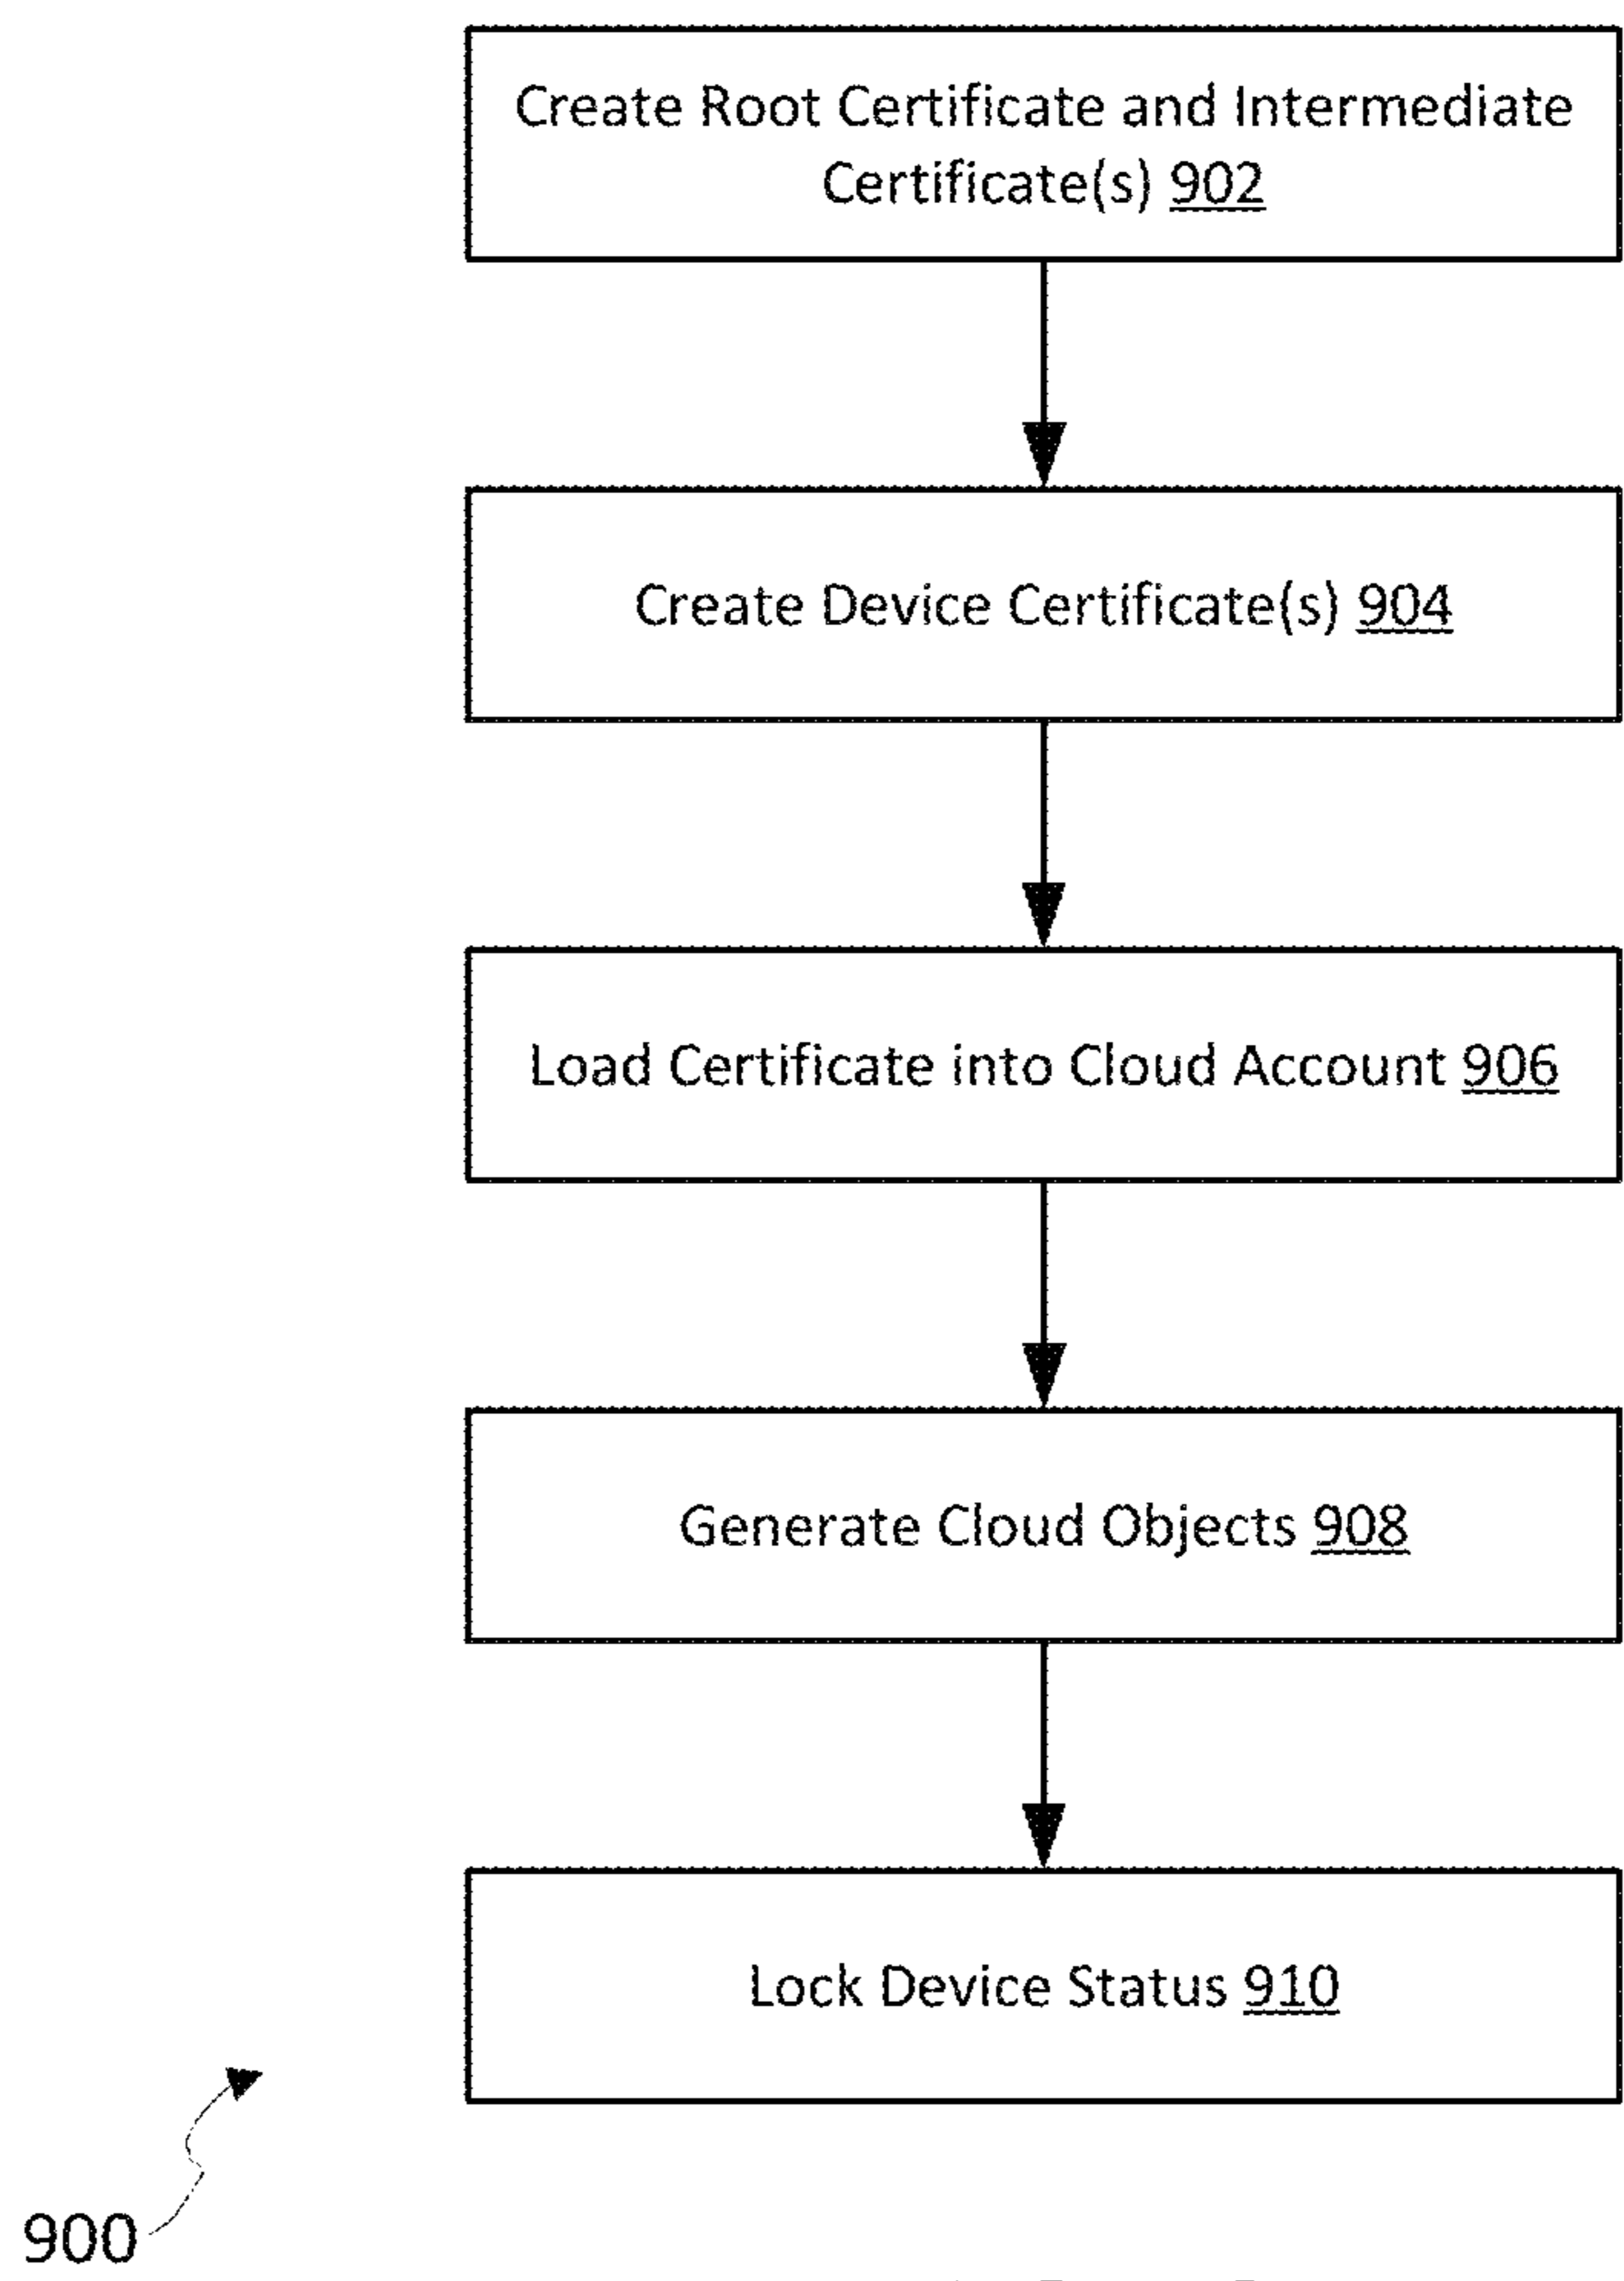 Create Root Certificate and Intermediate
Certificate(s) 902
Create Device Certificate(s) 904
Load Certificate into Cloud Account 906
Generate Cloud Objects 908
Lock Device Status 910
900